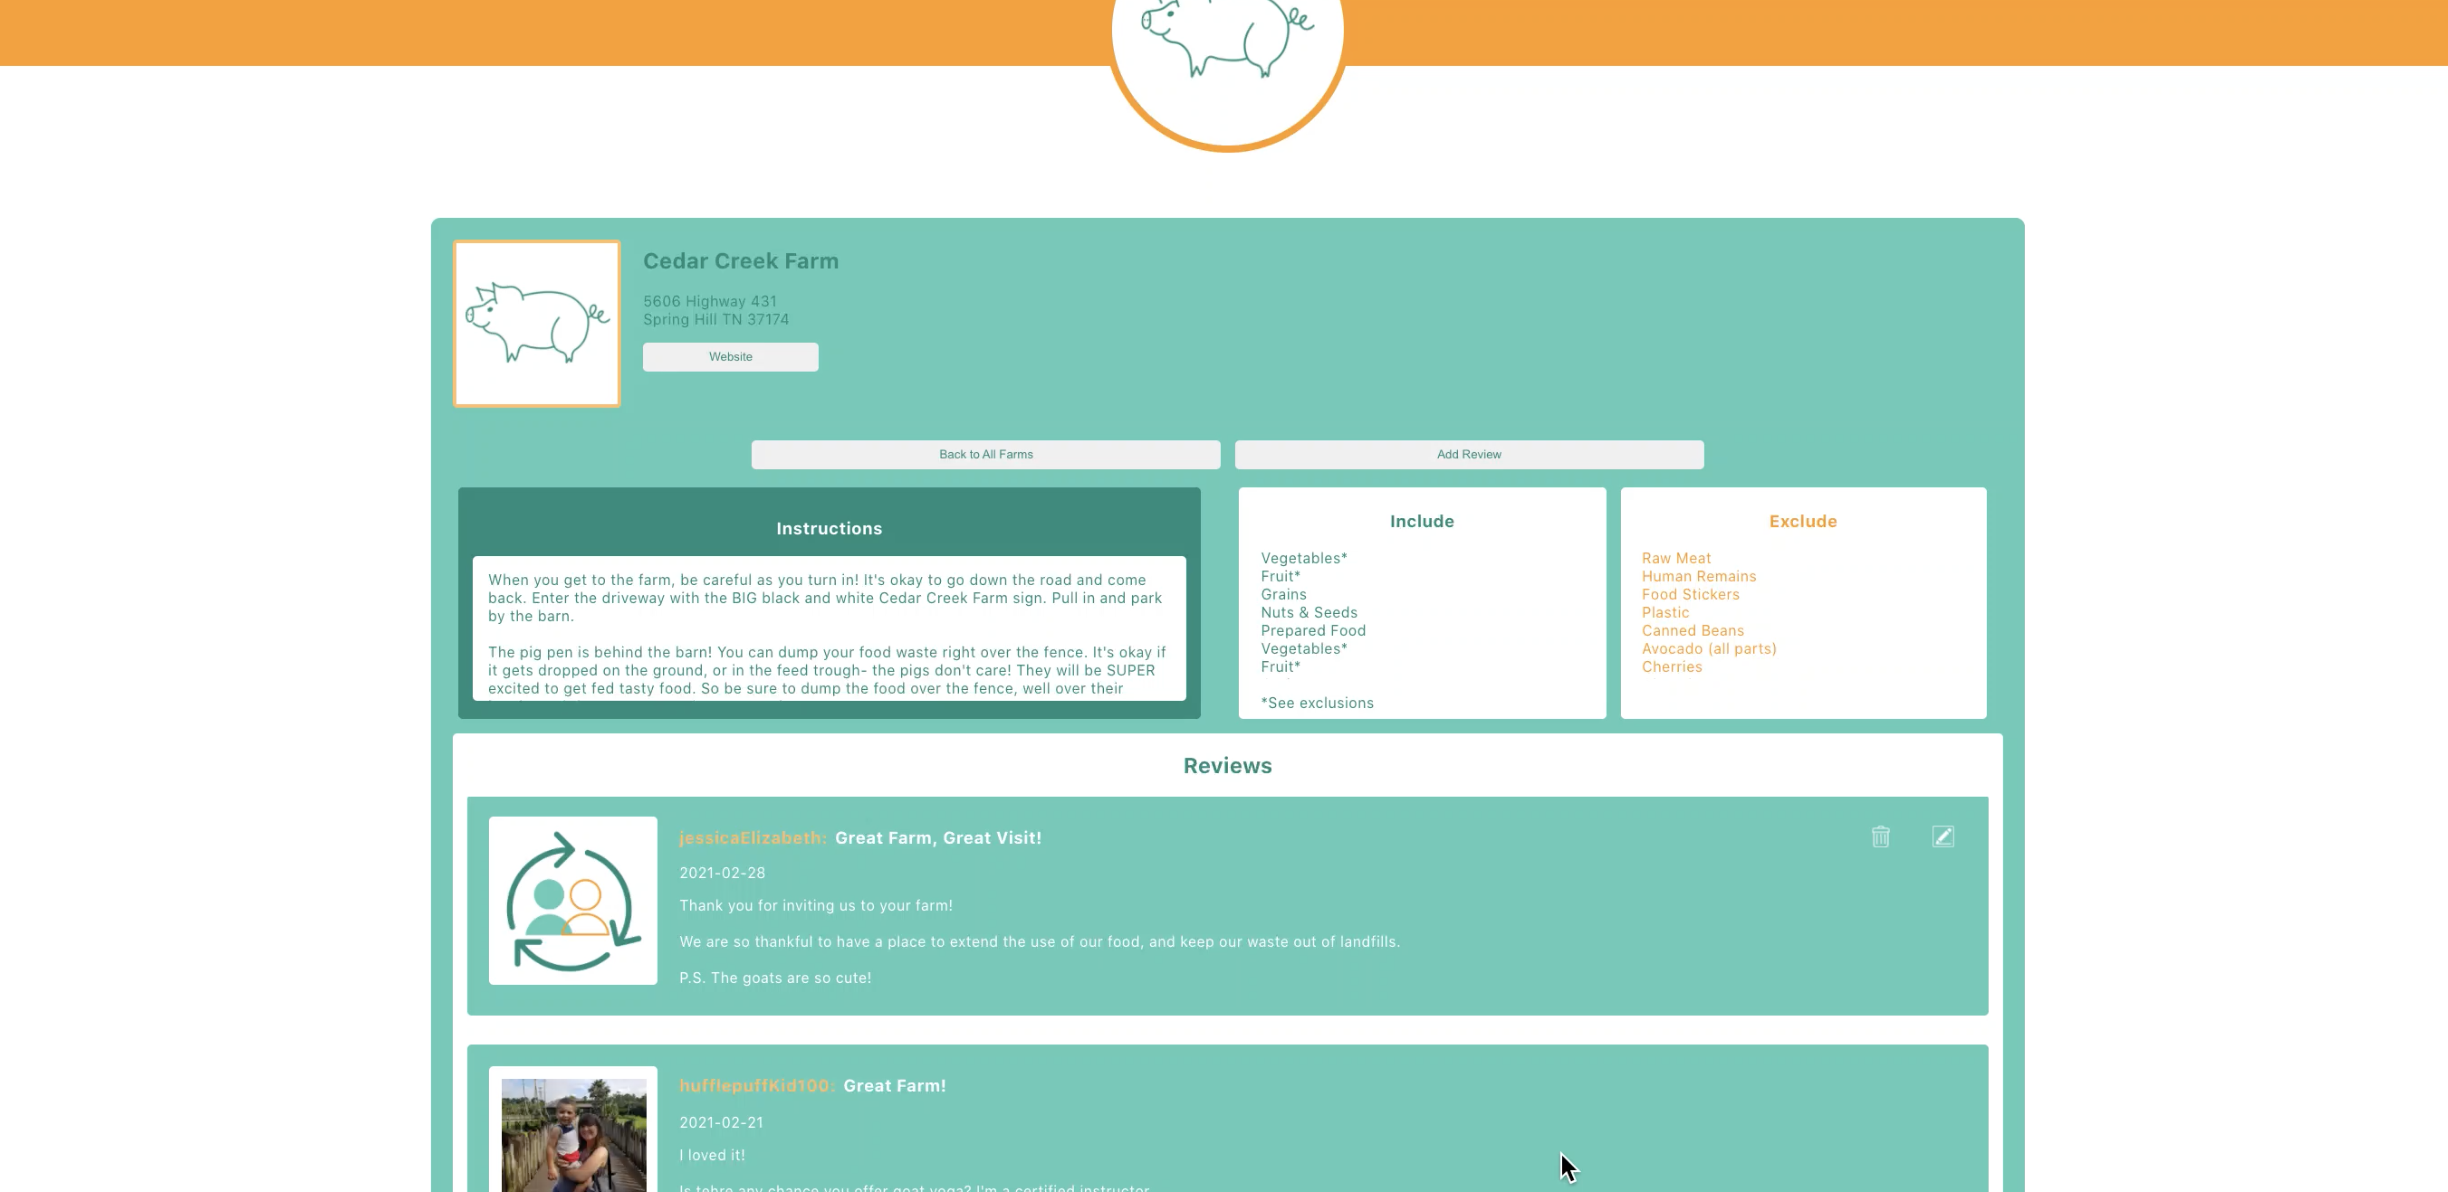 Cedar Creek Farm
5606 Highway 431
Spring Hill TN 37174
Website
Back to All Farms
Add Review
Instructions
When you get to the farm, be careful as you turn in! It's okay to go down the road and come
back. Enter the driveway with the BIG black and white Cedar Creek Farm sign. Pull in and park
by the barn.
The pig pen is behind the barn! You can dump your food waste right over the fence. It's okay if
it gets dropped on the ground, or in the feed trough- the pigs don't care! They will be SUPER
excited to get fed tasty food. So be sure to dump the food over the fence, well over their
Include
Vegetables*
Fruit*
Grains
Nuts & Seeds
Prepared Food
Vegetables*
Fruit*
*See exclusions
Exclude
Raw Meat
Human Remains
Food Stickers
Plastic
Canned Beans
Avocado (all parts)
Cherries
Reviews
jessicaElizabeth: Great Farm, Great Visit!
2021-02-28
Thank you for inviting us to your farm!
We are so thankful to have a place to extend the use of our food, and keep our waste out of landfills.
P.S. The goats are so cute!
hufflepuffKid100: Great Farm!
2021-02-21
I loved it!
Is tehre any chance you offer goat yoga? I'm a certified instructor